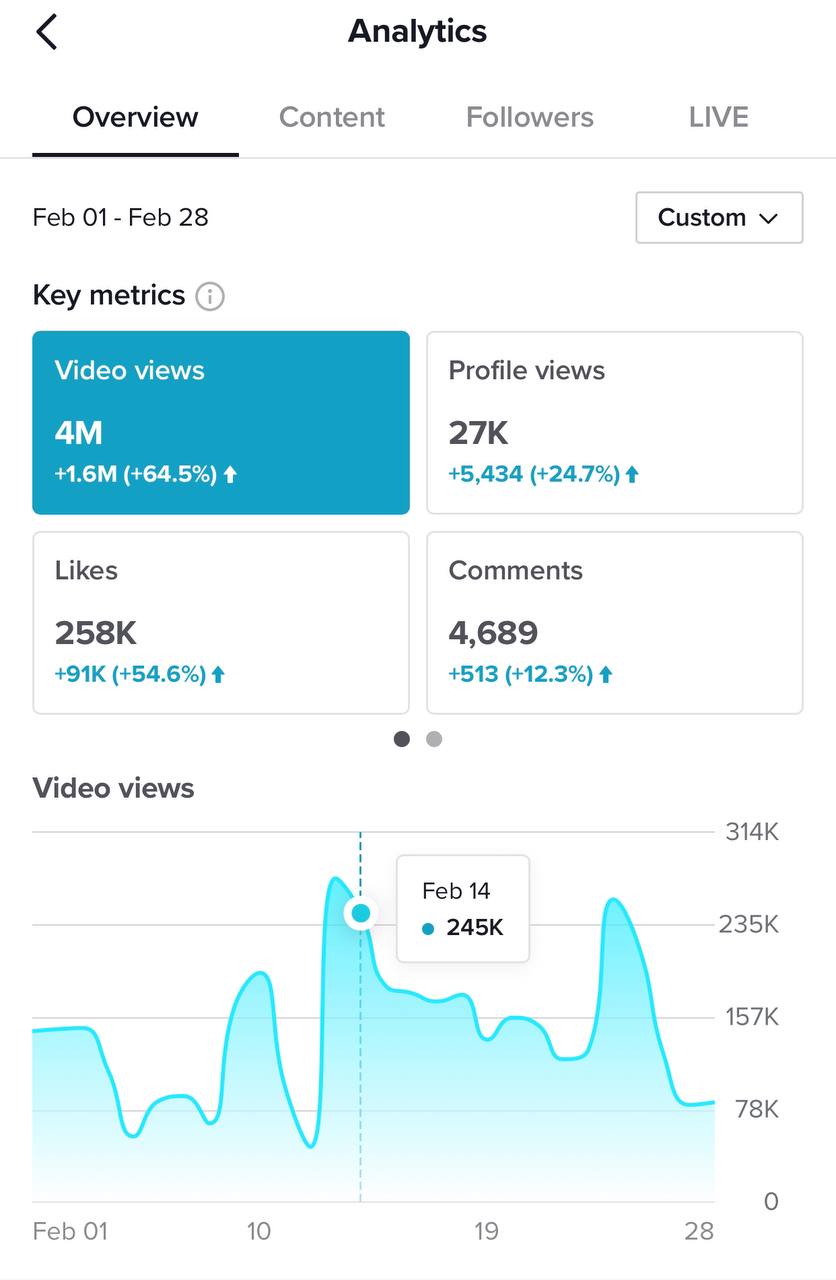 Analytics
Overview Content Followers LIVE
Feb 01 - Feb 28 Custom
Key metrics
Video views
4M
+1.6M (+64.5%)
Profile views
27K
+5,434 (+24.7%)
Likes
258K
+91K (+54.6%)
Comments
4,689
+513 (+12.3%)
Video views
314K
Feb 14
245K
235K
157K
78K
0
Feb 01 10 19 28